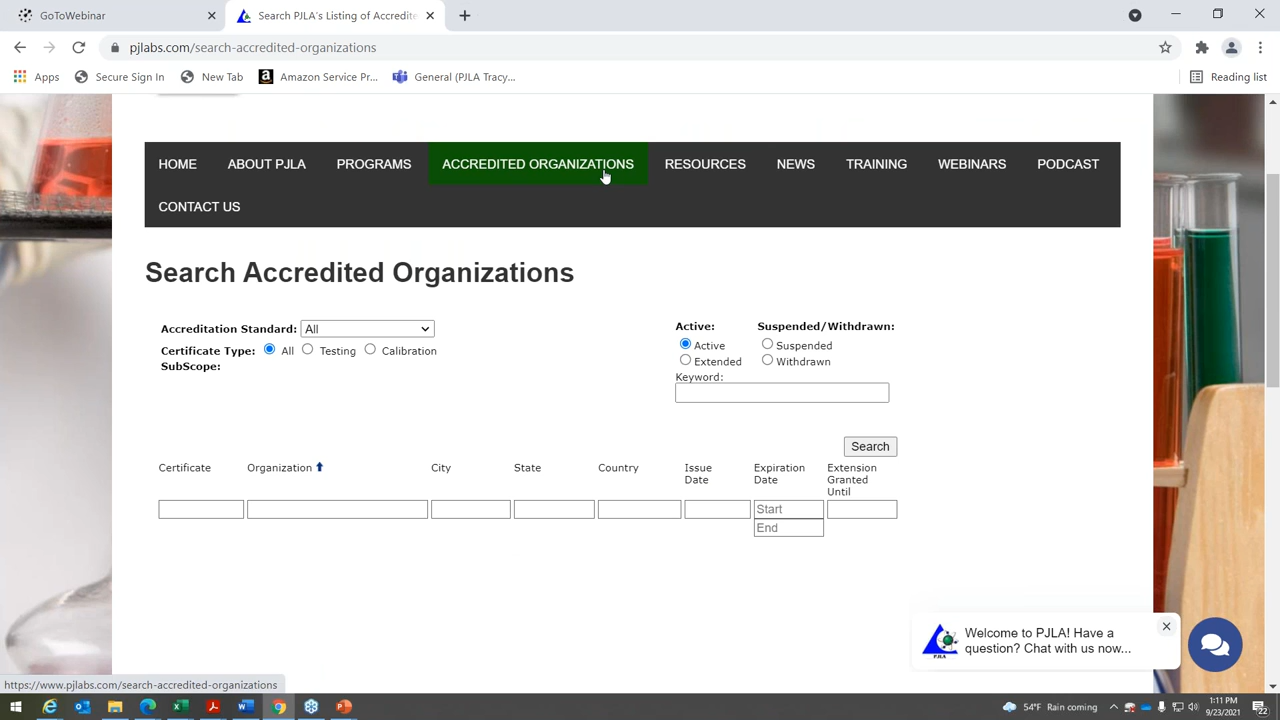 GoToWebinar
Search PJLA's Listing of Accredite
pjlabs.com/search-accredited-organizations
Apps Secure Sign In New Tab Amazon Service Pr... General (PJLA Tracy... Reading list
HOME ABOUT PJLA PROGRAMS ACCREDITED ORGANIZATIONS RESOURCES NEWS TRAINING WEBINARS PODCAST
CONTACT US
Search Accredited Organizations
Accreditation Standard: All
Certificate Type: All Testing Calibration
SubScope:
Active: Suspended/Withdrawn:
Active Suspended
Extended Withdrawn
Keyword:
Search
Certificate Organization City State Country Issue Date Expiration Date Extension Granted Until
Start
End
Welcome to PJLA! Have a
question? Chat with us now...
PJLA
https://www.pjlabs.com/search-accredited-organizations
54°F Rain coming
1:11 PM
9/23/2021
22